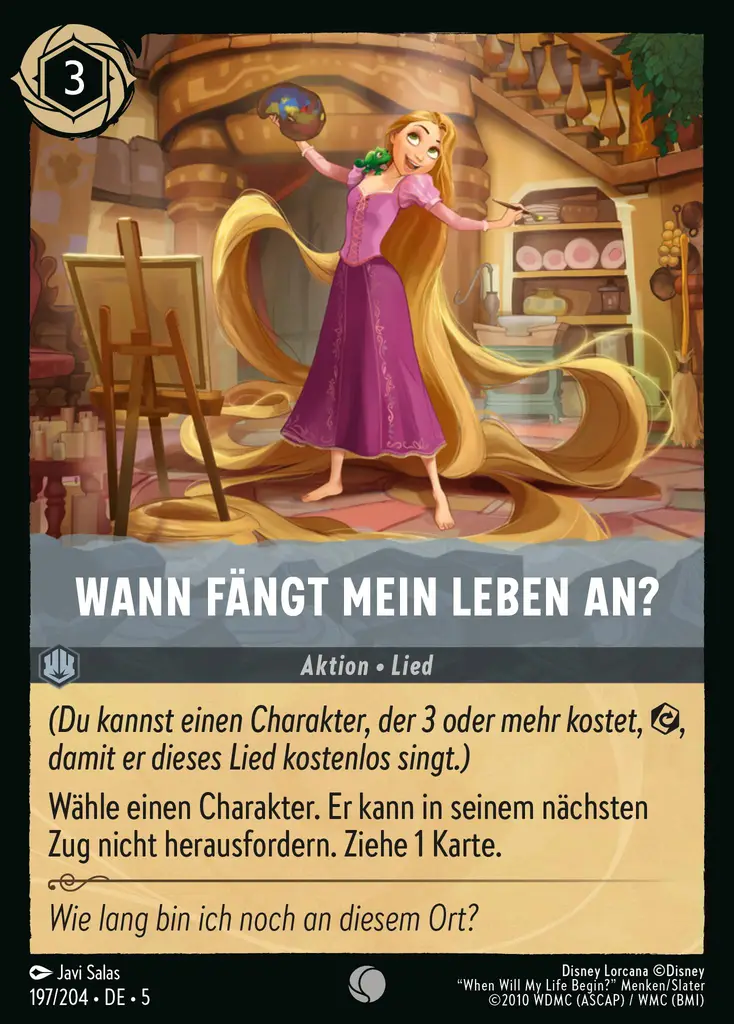 3
WANN FÄNGT MEIN LEBEN AN?
Aktion • Lied
(Du kannst einen Charakter, der 3 oder mehr kostet, ,
damit er dieses Lied kostenlos singt.)
Wähle einen Charakter. Er kann in seinem nächsten
Zug nicht herausfordern. Ziehe 1 Karte.
Wie lang bin ich noch an diesem Ort?
Javi Salas
197/204 • DE • 5
Disney Lorcana ©Disney
“When Will My Life Begin?” Menken/Slater
©2010 WDMC (ASCAP) / WMC (BMI)